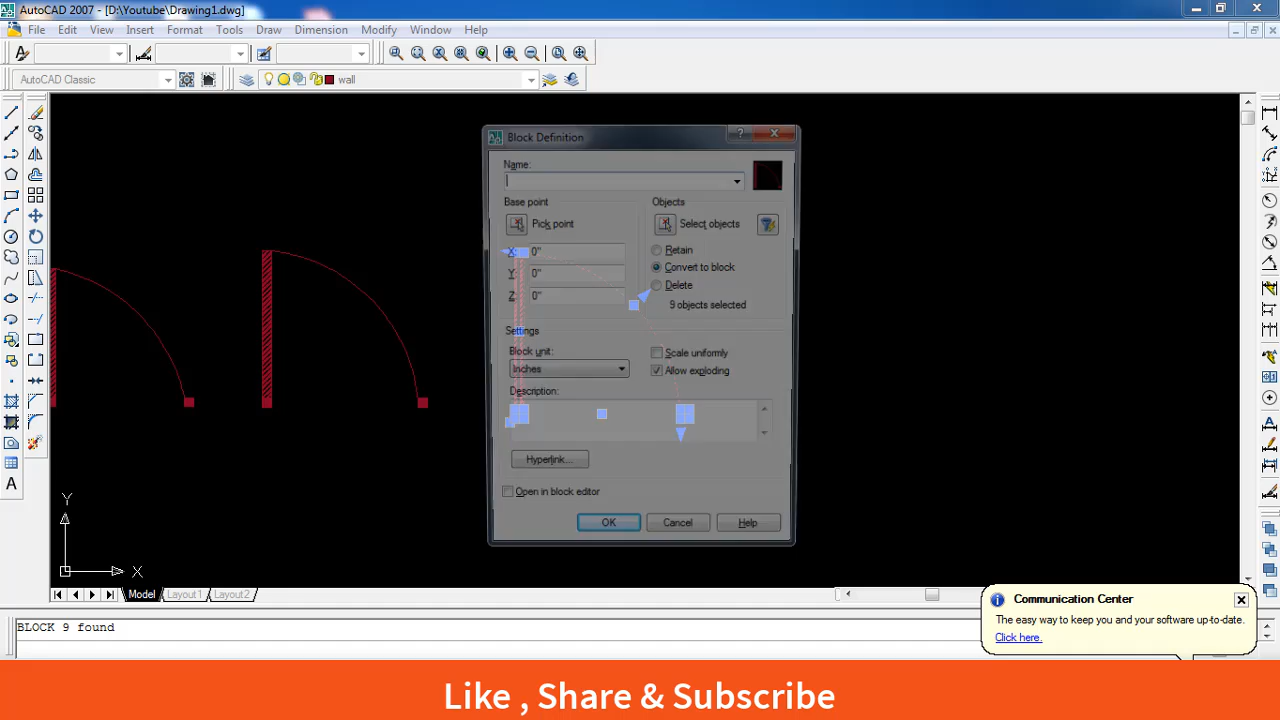 AutoCAD 2007 - [D:\Youtube\Drawing1.dwg]
File Edit View Insert Format Tools Draw Dimension Modify Window Help
AutoCAD Classic
wall
Block Definition
Name:
Base point
Objects
Pick point
Select objects
X: 0"
Retain
Convert to block
Y: 0"
Delete
Z: 0"
9 objects selected
Settings
Block unit:
Scale uniformly
Inches
Allow exploding
Description:
Hyperlink...
Open in block editor
OK Cancel Help
A
Y
X
Model Layout1 Layout2
Communication Center
The easy way to keep you and your software up-to-date.
Click here.
BLOCK 9 found
Like , Share & Subscribe